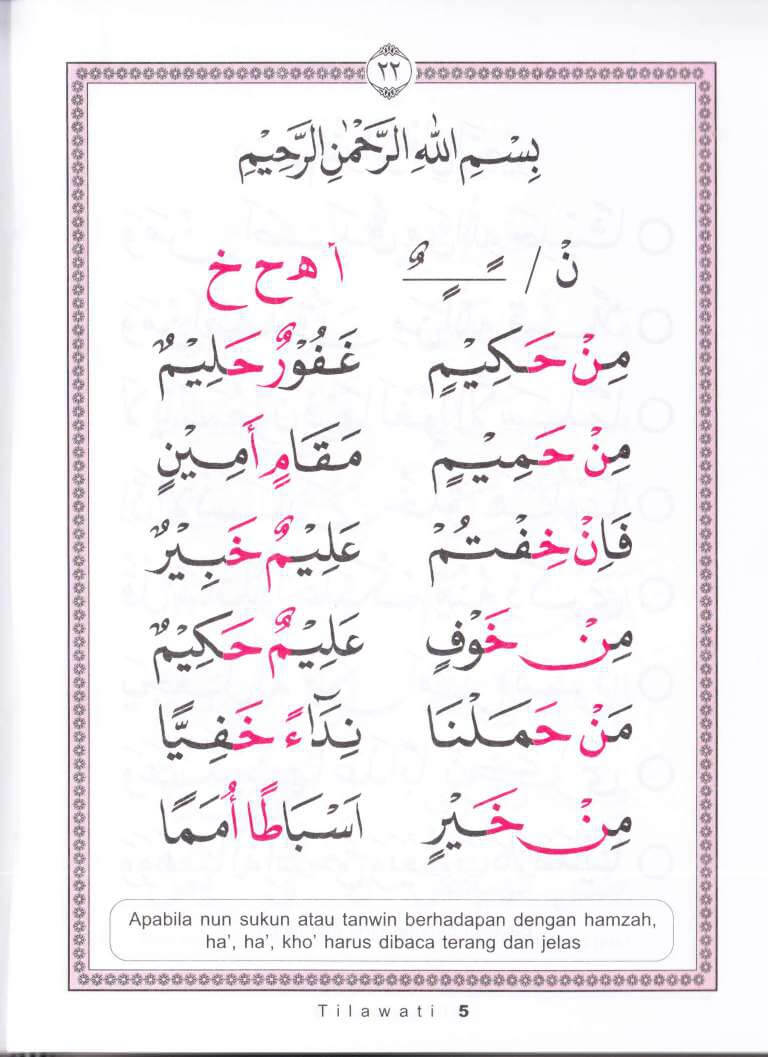 ٢٢
بِسْمِ اللهِ الرَّحْمٰنِ الرَّحِيْمِ
نْ / ـًـٍـٌ أ هـ ح خ
مِنْ حَكِيْمٍ غَفُوْرٌ حَلِيْمٌ
مِنْ حَمِيْمٍ مَقَامٍ أَمِيْنٍ
فَاِنْ خِفْتُمْ عَلِيْمٌ خَبِيْرٌ
مِنْ خَوْفٍ عَلِيْمٌ حَكِيْمٌ
مَنْ حَمَلْنَا نِدَآءً خَفِيًّا
مِنْ خَيْرٍ اَسْبَاطًا أُمَمًا
Apabila nun sukun atau tanwin berhadapan dengan hamzah,
ha', ha', kho' harus dibaca terang dan jelas
Tilawati 5